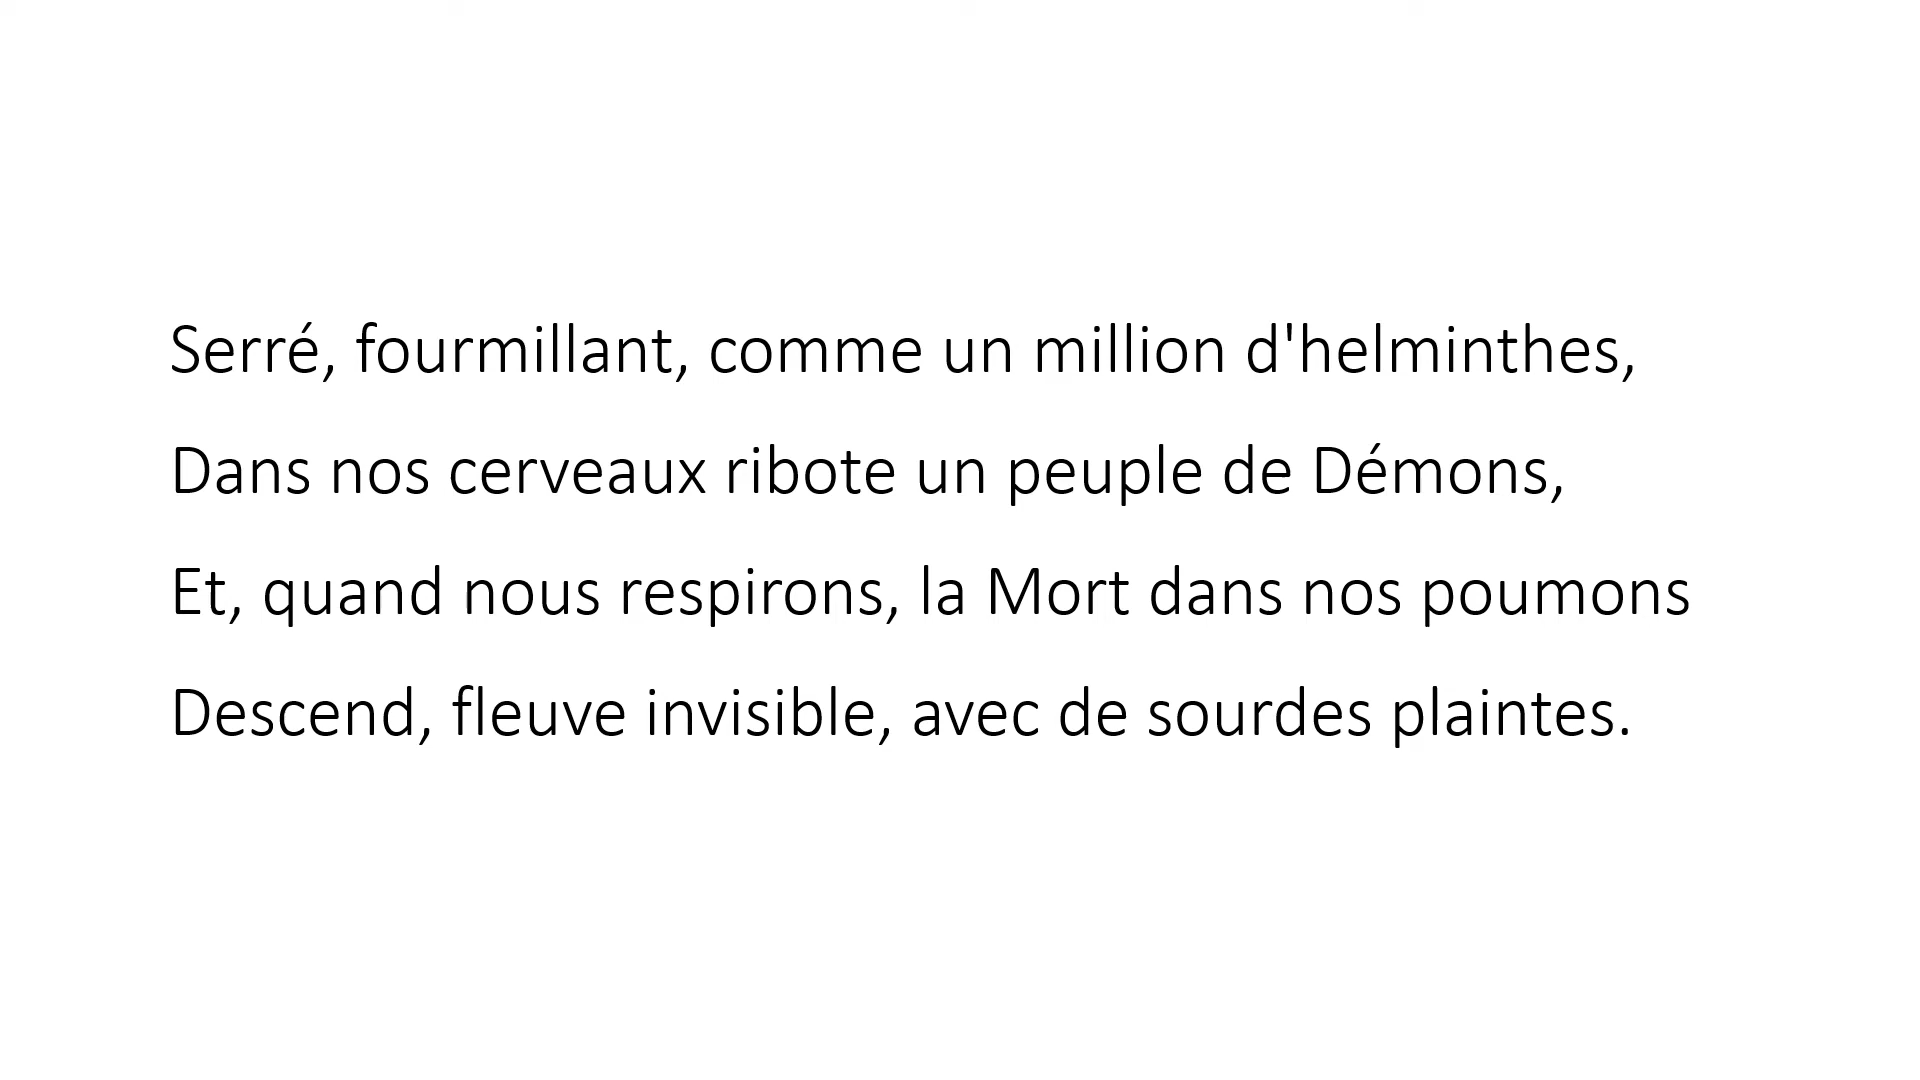 Serré, fourmillant, comme un million d'helminthes,
Dans nos cerveaux ribote un peuple de Démons,
Et, quand nous respirons, la Mort dans nos poumons
Descend, fleuve invisible, avec de sourdes plaintes.